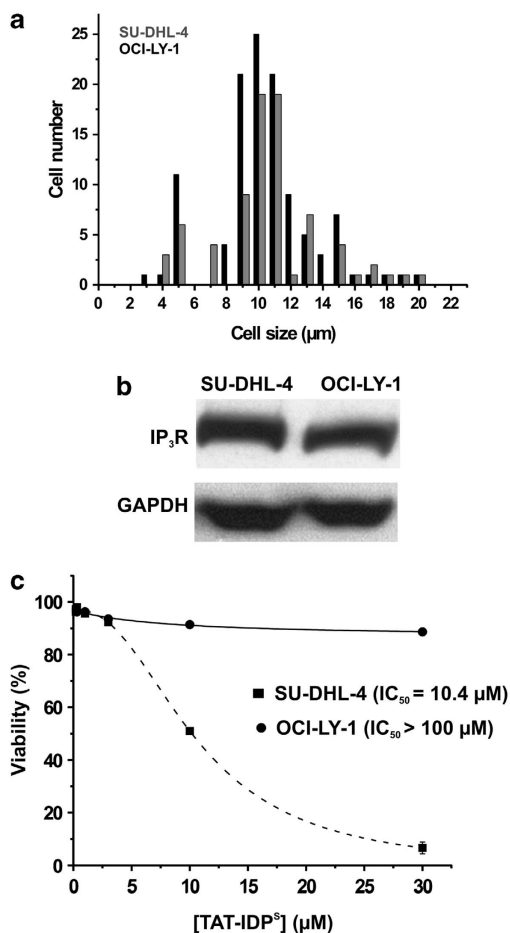 a
SU-DHL-4
OCI-LY-1
25
20
15
10
5
0
Cell number
0 2 4 6 8 10 12 14 16 18 20 22
Cell size (µm)
b
SU-DHL-4 OCI-LY-1
IP₃R
GAPDH
c
100
80
60
40
20
0
Viability (%)
SU-DHL-4 (IC₅₀ = 10.4 µM)
OCI-LY-1 (IC₅₀ > 100 µM)
0 5 10 15 20 25 30
[TAT-IDPˢ] (µM)